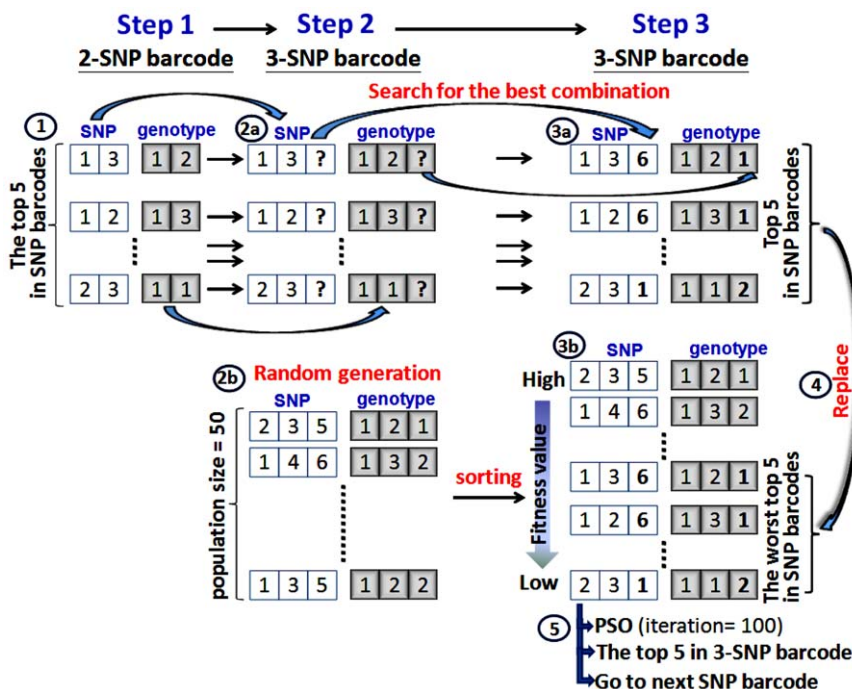 Step 1 Step 2 Step 3
2-SNP barcode 3-SNP barcode 3-SNP barcode
Search for the best combination
1 SNP genotype 2a SNP genotype 3a SNP genotype
The top 5 in SNP barcodes
1 3 1 2 1 3 ? 1 2 ? 1 3 6 1 2 1
1 2 1 3 1 2 ? 1 3 ? 1 2 6 1 3 1
2 3 1 1 2 3 ? 1 1 ? 2 3 1 1 1 2
Top 5 in SNP barcodes
4 Replace
2b Random generation
SNP genotype
population size = 50
2 3 5 1 2 1
1 4 6 1 3 2
1 3 5 1 2 2
sorting
3b SNP genotype
High 2 3 5 1 2 1
1 4 6 1 3 2
Fitness value
1 3 6 1 2 1
1 2 6 1 3 1
Low 2 3 1 1 1 2
The worst top 5 in SNP barcodes
5 PSO (iteration= 100)
The top 5 in 3-SNP barcode
Go to next SNP barcode